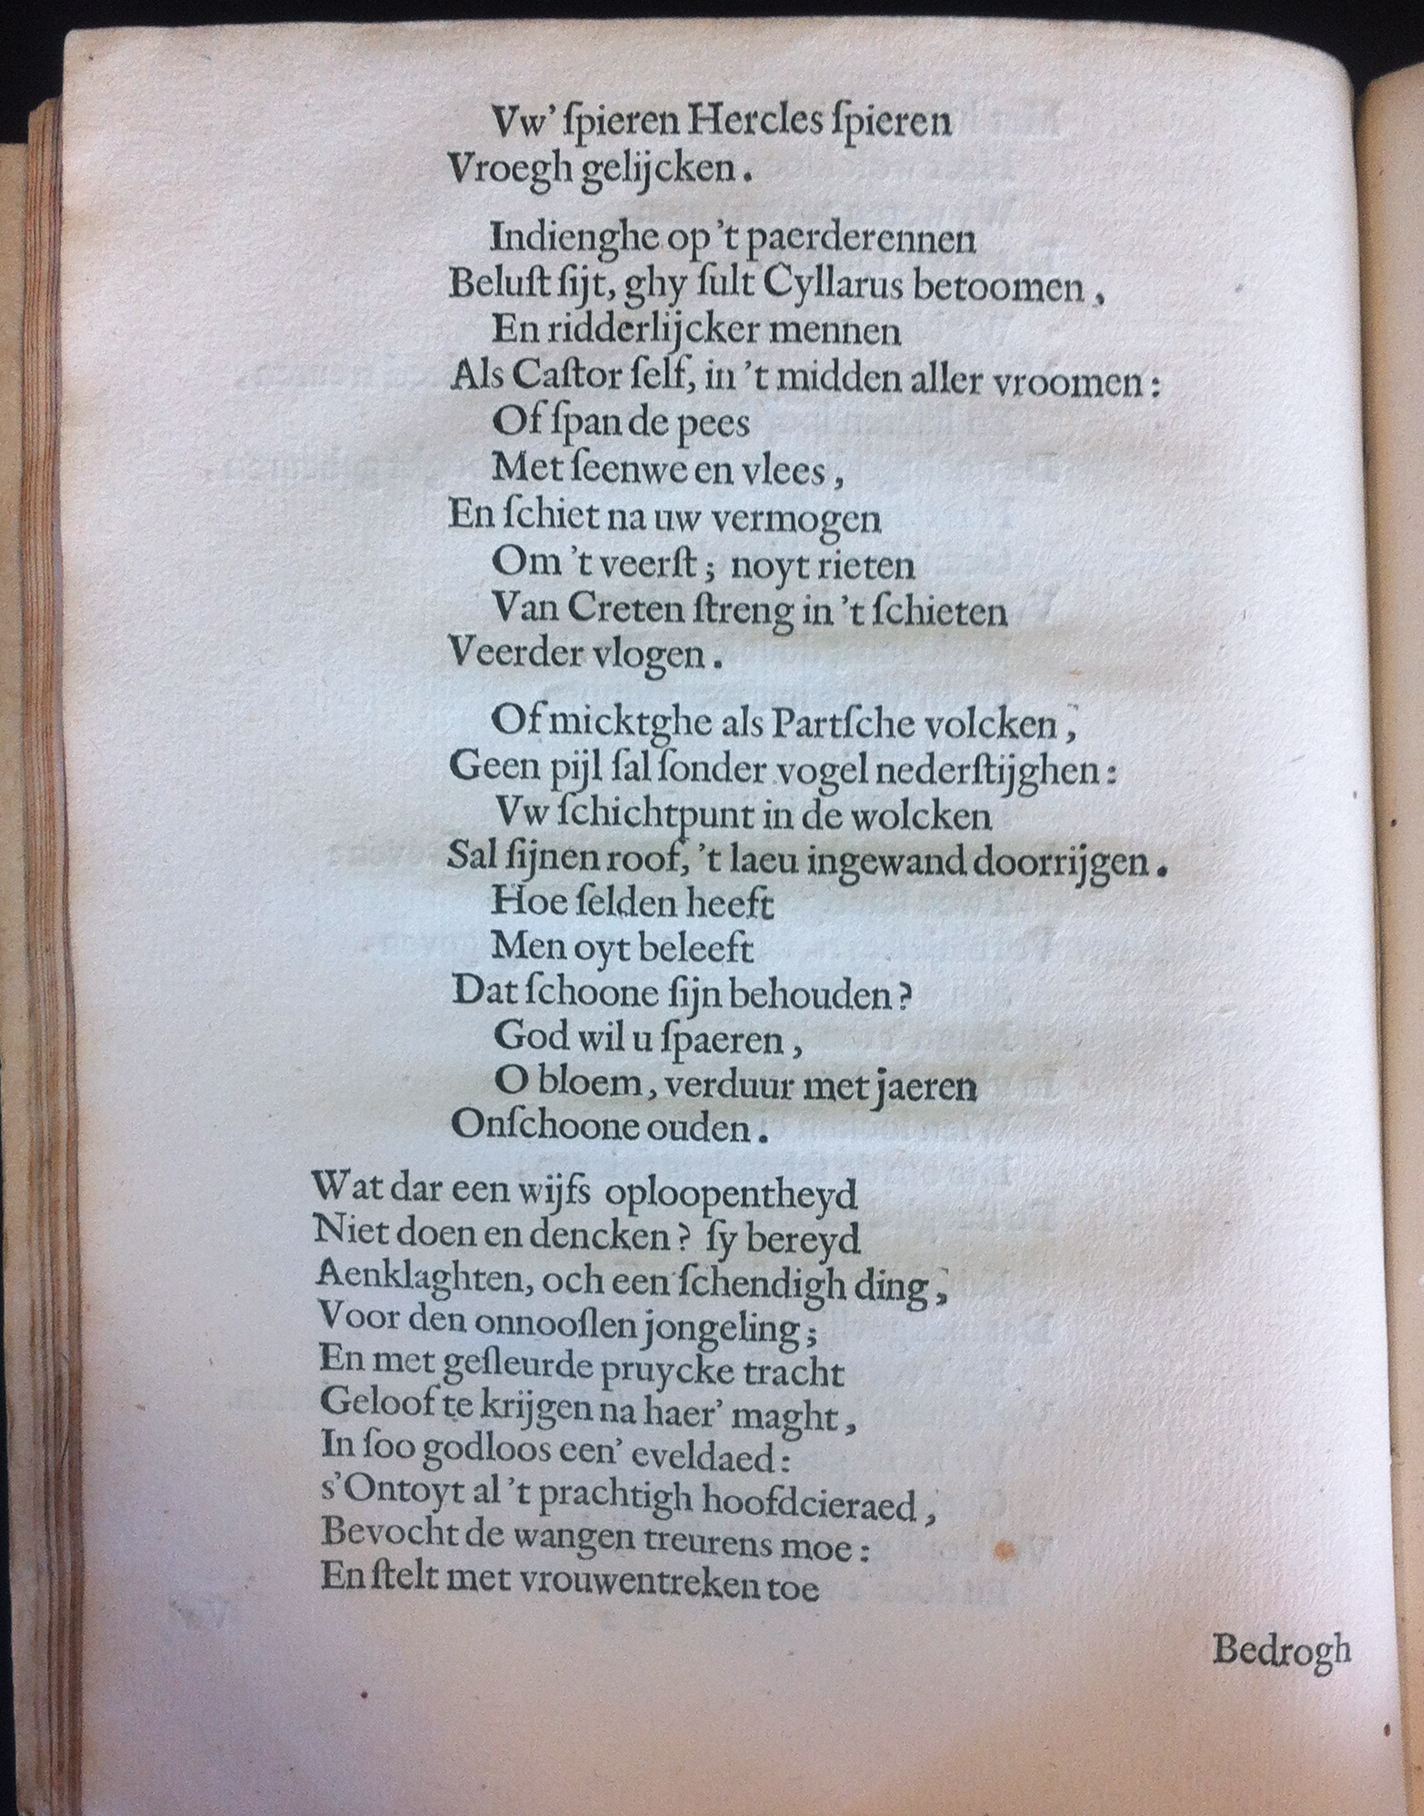 Vw' ſpieren Hercles ſpieren
Vroegh gelijcken.
Indienghe op 't paerderennen
Beluſt ſijt, ghy ſult Cyllarus betoomen,
En ridderlijcker mennen
Als Caſtor ſelf, in 't midden aller vroomen:
Of ſpan de pees
Met ſeenwe en vlees,
En ſchiet na uw vermogen
Om 't veerſt; noyt rieten
Van Creten ſtreng in 't ſchieten
Veerder vlogen.
Of micktghe als Partſche volcken,
Geen pijl ſal ſonder vogel nederſtijghen:
Vw ſchichtpunt in de wolcken
Sal ſijnen roof, 't laeu ingewand doorrijgen.
Hoe ſelden heeft
Men oyt beleeft
Dat ſchoone ſijn behouden?
God wil u ſpaeren,
O bloem, verduur met jaeren
Onſchoone ouden.
Wat dar een wijfs oploopentheyd
Niet doen en dencken? ſy bereyd
Aenklaghten, och een ſchendigh ding,
Voor den onnooſlen jongeling;
En met geſleurde pruycke tracht
Geloof te krijgen na haer' maght,
In ſoo godloos een' eveldaed:
s'Ontoyt al 't prachtigh hoofdcieraed,
Bevocht de wangen treurens moe:
En ſtelt met vrouwentreken toe
Bedrogh